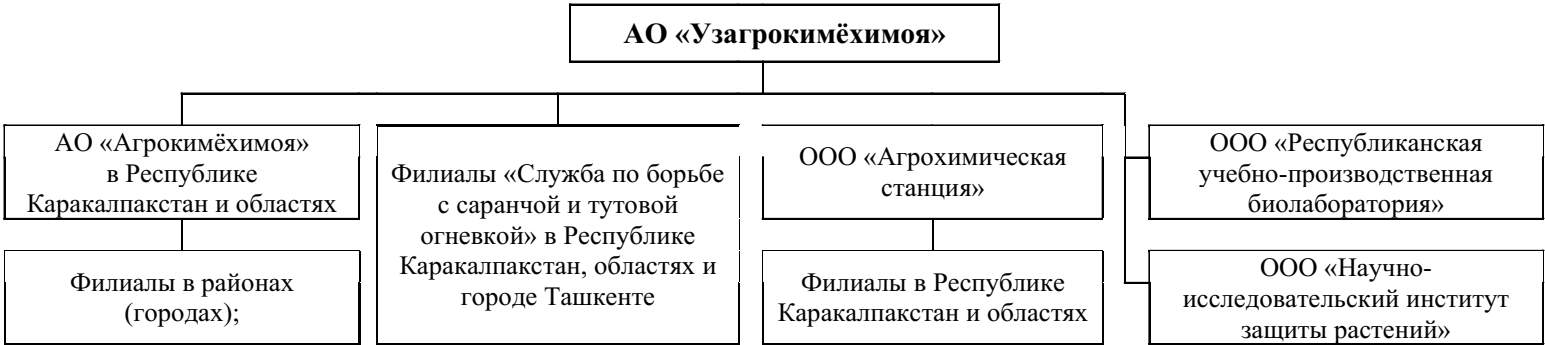 АО «Узагрокимёхимоя»
АО «Агрокимёхимоя»
в Республике
Каракалпакстан и областях
Филиалы в районах
(городах);
Филиалы «Служба по борьбе
с саранчой и тутовой
огневкой» в Республике
Каракалпакстан, областях и
городе Ташкенте
ООО «Агрохимическая
станция»
Филиалы в Республике
Каракалпакстан и областях
ООО «Республиканская
учебно-производственная
биолаборатория»
ООО «Научно-
исследовательский институт
защиты растений»